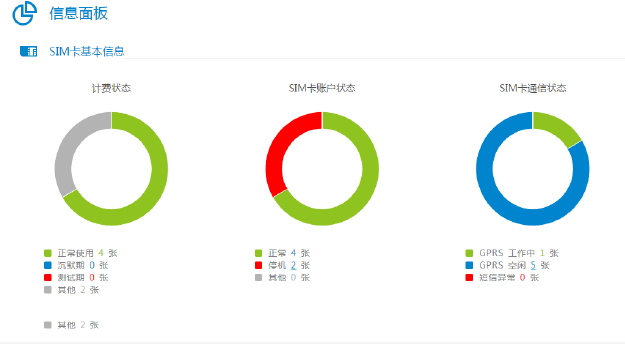 信息面板
SIM卡基本信息
计费状态
SIM卡账户状态
SIM卡通信状态
正常使用 4 张
沉默期 0 张
测试期 0 张
其他 2 张
其他 2 张
正常 4 张
停机 2 张
其他 0 张
GPRS 工作中 1 张
GPRS 空闲 5 张
短信异常 0 张